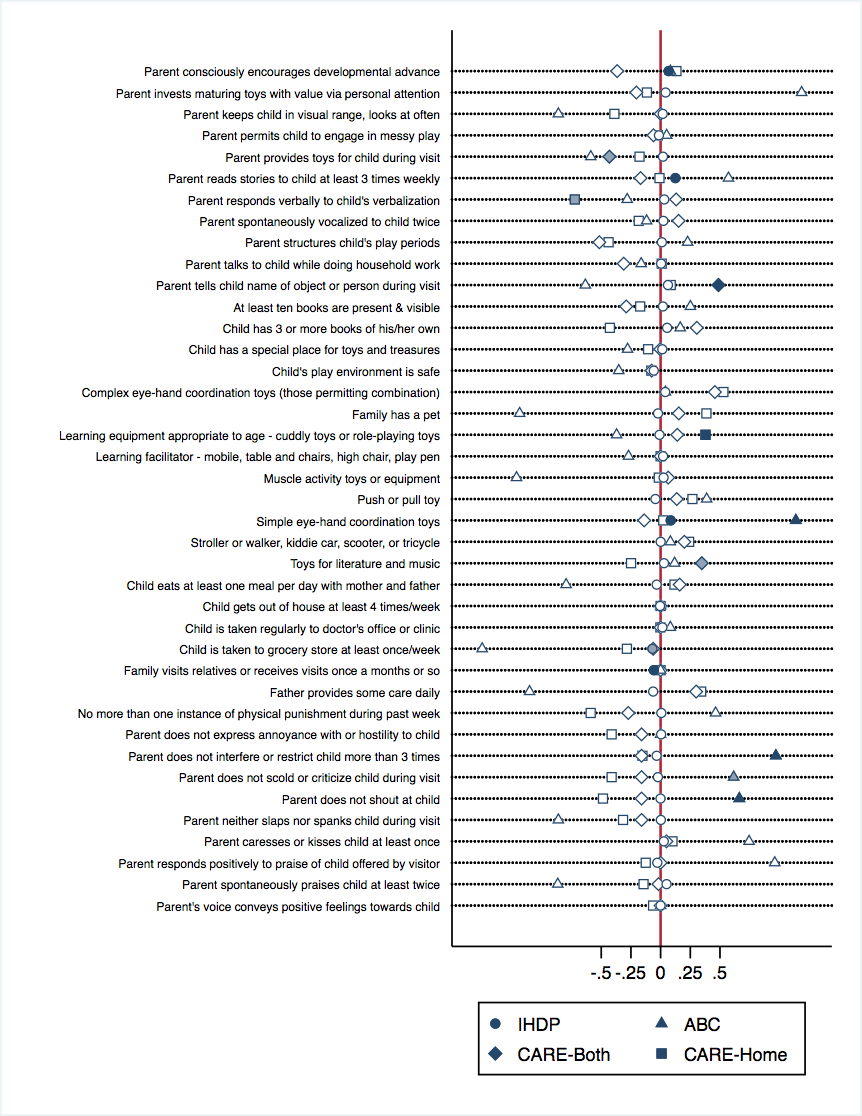 Parent consciously encourages developmental advance
Parent invests maturing toys with value via personal attention
Parent keeps child in visual range, looks at often
Parent permits child to engage in messy play
Parent provides toys for child during visit
Parent reads stories to child at least 3 times weekly
Parent responds verbally to child's verbalization
Parent spontaneously vocalized to child twice
Parent structures child's play periods
Parent talks to child while doing household work
Parent tells child name of object or person during visit
At least ten books are present & visible
Child has 3 or more books of his/her own
Child has a special place for toys and treasures
Child's play environment is safe
Complex eye-hand coordination toys (those permitting combination)
Family has a pet
Learning equipment appropriate to age - cuddly toys or role-playing toys
Learning facilitator - mobile, table and chairs, high chair, play pen
Muscle activity toys or equipment
Push or pull toy
Simple eye-hand coordination toys
Stroller or walker, kiddie car, scooter, or tricycle
Toys for literature and music
Child eats at least one meal per day with mother and father
Child gets out of house at least 4 times/week
Child is taken regularly to doctor's office or clinic
Child is taken to grocery store at least once/week
Family visits relatives or receives visits once a months or so
Father provides some care daily
No more than one instance of physical punishment during past week
Parent does not express annoyance with or hostility to child
Parent does not interfere or restrict child more than 3 times
Parent does not scold or criticize child during visit
Parent does not shout at child
Parent neither slaps nor spanks child during visit
Parent caresses or kisses child at least once
Parent responds positively to praise of child offered by visitor
Parent spontaneously praises child at least twice
Parent's voice conveys positive feelings towards child
-.5 -.25 0 .25 .5
IHDP ABC
CARE-Both CARE-Home